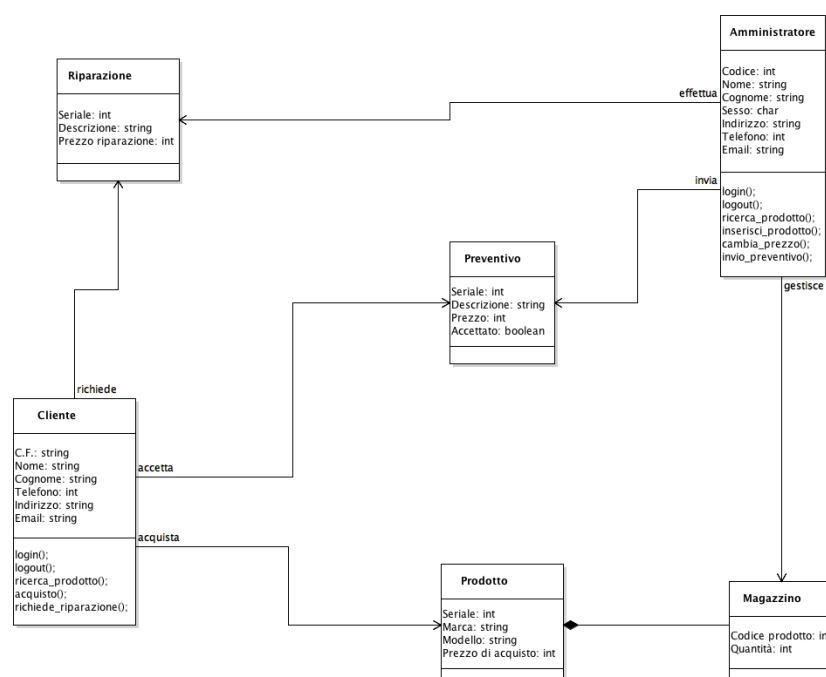 Amministratore
Codice: int
Nome: string
Cognome: string
Sesso: char
Indirizzo: string
Telefono: int
Email: string
login();
logout();
ricerca_prodotto();
inserisci_prodotto();
cambia_prezzo();
invio_preventivo();
Riparazione
Seriale: int
Descrizione: string
Prezzo riparazione: int
effettua
invia
gestisce
Preventivo
Seriale: int
Descrizione: string
Prezzo: int
Accettato: boolean
richiede
Cliente
C.F.: string
Nome: string
Cognome: string
Telefono: int
Indirizzo: string
Email: string
login();
logout();
ricerca_prodotto();
acquisto();
richiede_riparazione();
accetta
acquista
Prodotto
Seriale: int
Marca: string
Modello: string
Prezzo di acquisto: int
Magazzino
Codice prodotto:
Quantità: int